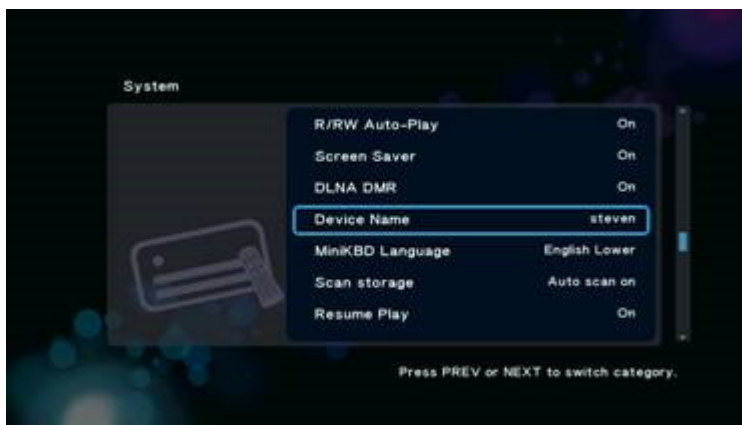 System
R/RW Auto-Play On
Screen Saver On
DLNA DMR On
Device Name steven
MiniKBD Language English Lower
Scan storage Auto scan on
Resume Play On
Press PREV or NEXT to switch category.